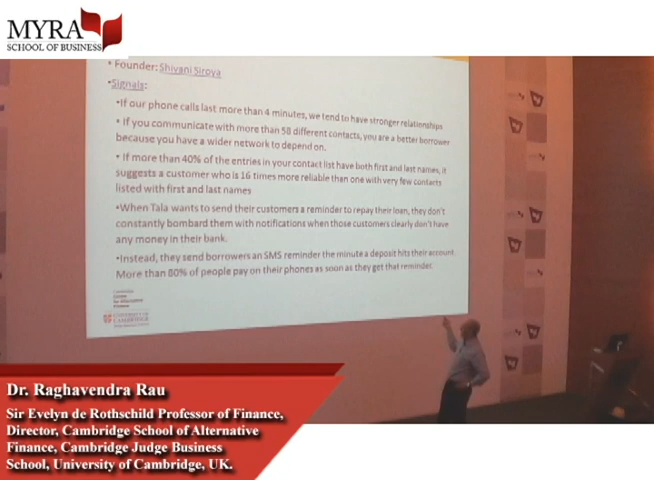 MYRA
SCHOOL OF BUSINESS
• Founder: Shivani Siroya
•Signals:
•If our phone calls last more than 4 minutes, we tend to have stronger relationships
• If you communicate with more than 58 different contacts, you are a better borrower
because you have a wider network to depend on.
• If more than 40% of the entries in your contact list have both first and last names, it
suggests a customer who is 16 times more reliable than one with very few contacts
listed with first and last names
•When Tala wants to send their customers a reminder to repay their loan, they don't
constantly bombard them with notifications when those customers clearly don't have
any money in their bank.
•Instead, they send borrowers an SMS reminder the minute a deposit hits their account.
More than 80% of people pay on their phones as soon as they get that reminder.
Cambridge
Centre
for Alternative
Finance
UNIVERSITY OF
CAMBRIDGE
Dr. Raghavendra Rau
Sir Evelyn de Rothschild Professor of Finance,
Director, Cambridge School of Alternative
Finance, Cambridge Judge Business
School, University of Cambridge, UK.